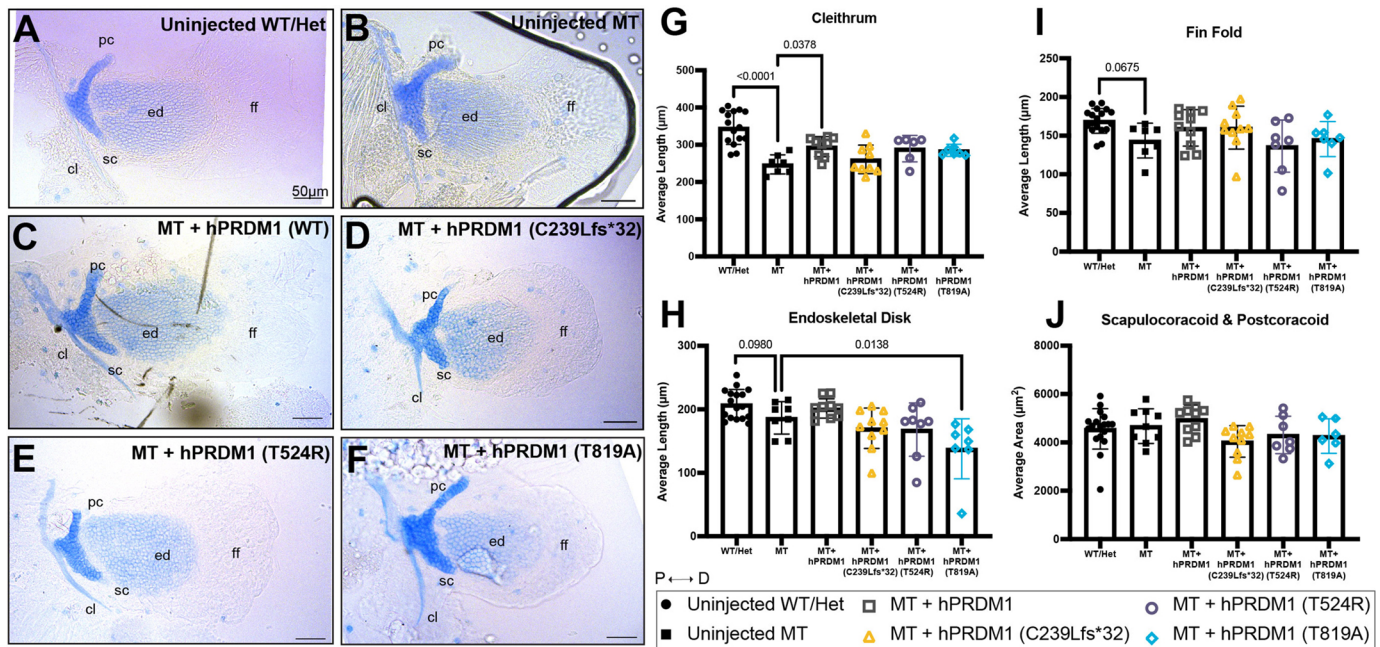 A
Uninjected WT/Het
pc
ed
ff
sc
cl
50µm
B
Uninjected MT
pc
cl
ed
ff
sc
C
MT + hPRDM1 (WT)
pc
ed
ff
cl
sc
D
MT + hPRDM1 (C239Lfs*32)
pc
ed
ff
sc
cl
E
MT + hPRDM1 (T524R)
pc
ed
ff
sc
cl
F
MT + hPRDM1 (T819A)
pc
ed
ff
sc
cl
G
Cleithrum
0.0378
<0.0001
Average Length (µm)
500
400
300
200
100
0
WT/Het
MT
MT+
hPRDM1
MT+
hPRDM1
(C239Lfs*32)
MT+
hPRDM1
(T524R)
MT+
hPRDM1
(T819A)
H
Endoskeletal Disk
0.0980
0.0138
Average Length (µm)
300
200
100
0
WT/Het
MT
MT+
hPRDM1
MT+
hPRDM1
(C239Lfs*32)
MT+
hPRDM1
(T524R)
MT+
hPRDM1
(T819A)
I
Fin Fold
0.0675
Average Length (µm)
250
200
150
100
50
0
WT/Het
MT
MT+
hPRDM1
MT+
hPRDM1
(C239Lfs*32)
MT+
hPRDM1
(T524R)
MT+
hPRDM1
(T819A)
J
Scapulocoracoid & Postcoracoid
Average Area (µm²)
8000
6000
4000
2000
0
WT/Het
MT
MT+
hPRDM1
MT+
hPRDM1
(C239Lfs*32)
MT+
hPRDM1
(T524R)
MT+
hPRDM1
(T819A)
P ⟷ D
Uninjected WT/Het
MT + hPRDM1
MT + hPRDM1 (T524R)
Uninjected MT
MT + hPRDM1 (C239Lfs*32)
MT + hPRDM1 (T819A)